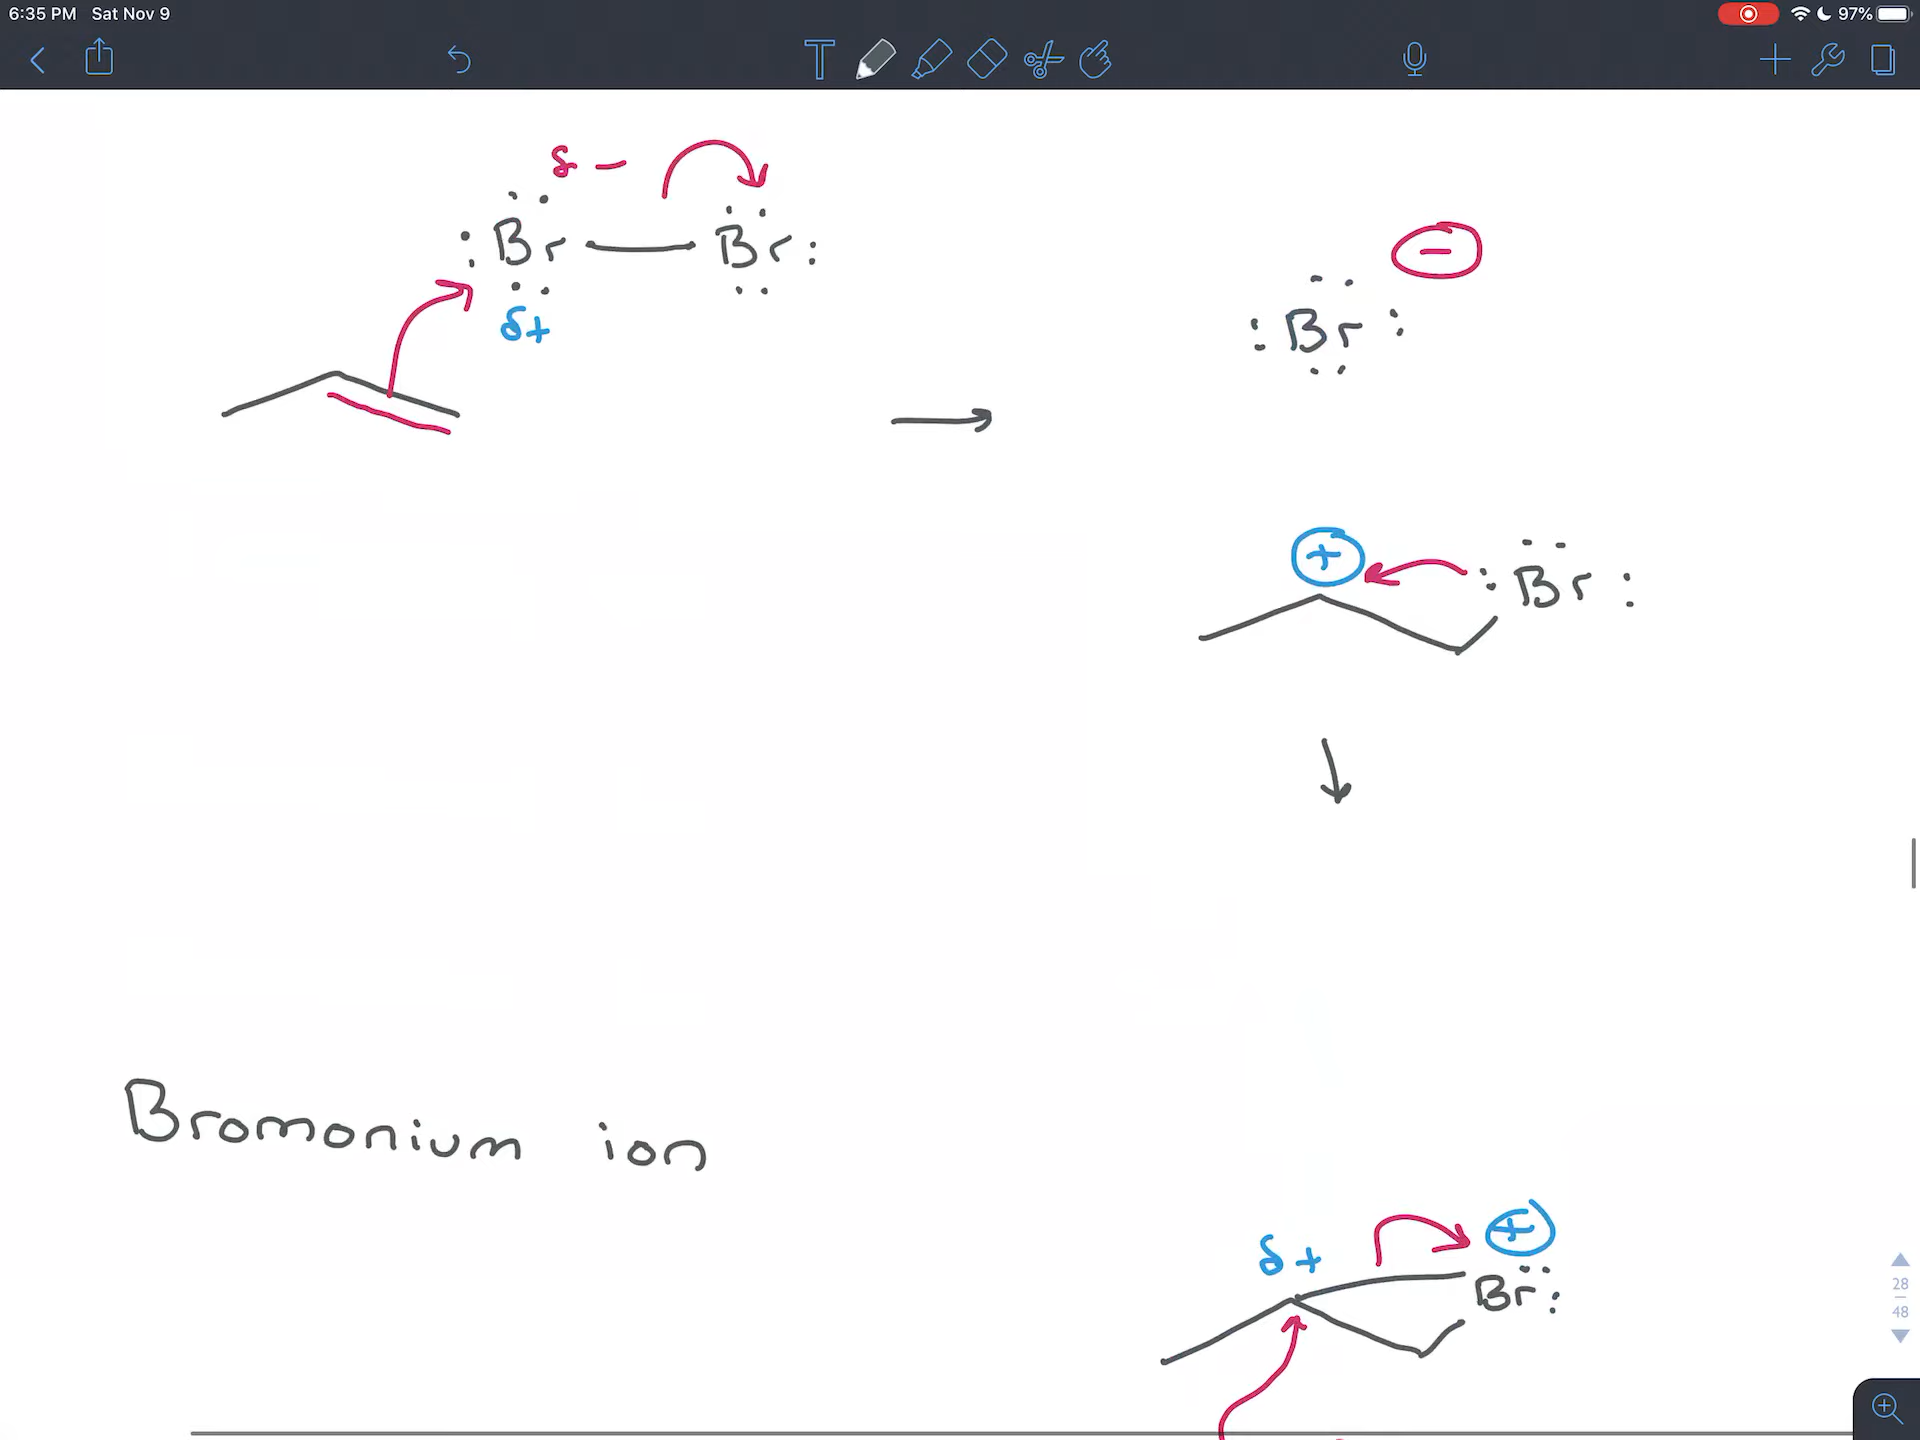 6:35 PM Sat Nov 9
97%
δ −
:Br — Br:
δ+
−
:Br:
+
:Br:
Bromonium ion
δ+
+
Br:
28
48